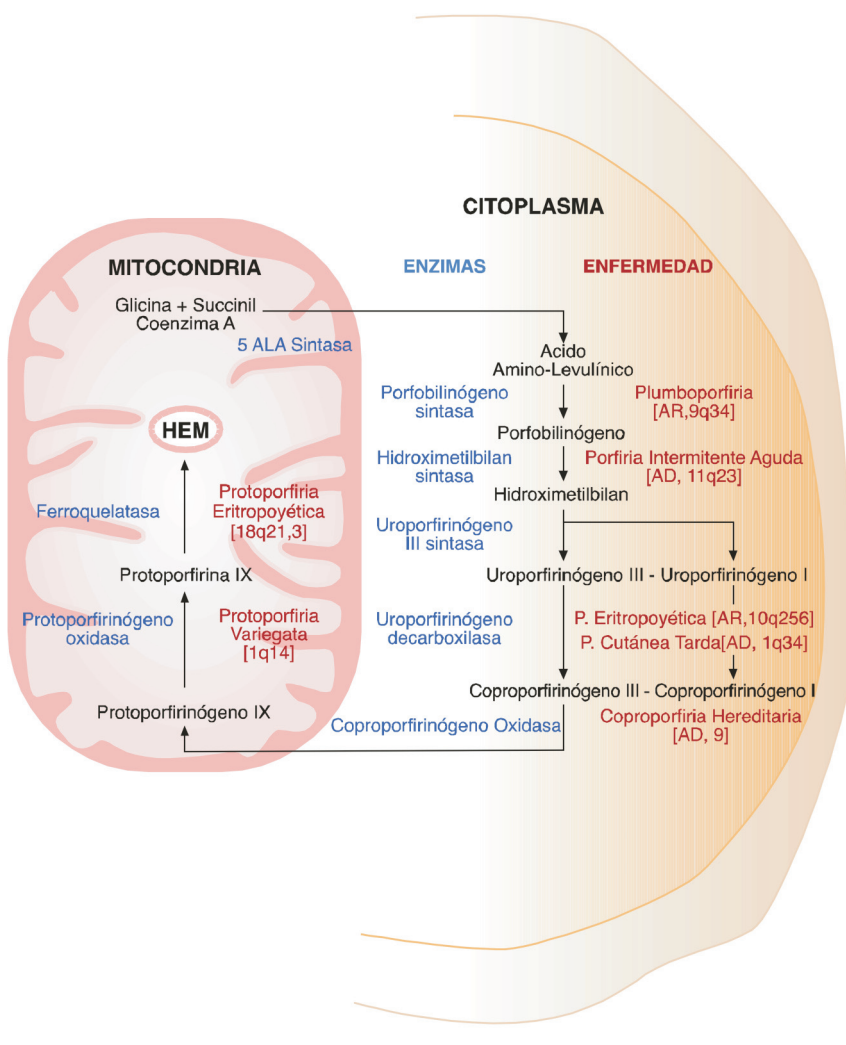 CITOPLASMA
MITOCONDRIA
ENZIMAS
ENFERMEDAD
Glicina + Succinil
Coenzima A
5 ALA Sintasa
Acido
Amino-Levulínico
Porfobilinógeno
sintasa
Plumboporfiria
[AR,9q34]
Porfobilinógeno
Hidroximetilbilan
sintasa
Porfiria Intermitente Aguda
[AD, 11q23]
Hidroximetilbilan
Uroporfirinógeno
III sintasa
Uroporfirinógeno III - Uroporfirinógeno I
Uroporfirinógeno
decarboxilasa
P. Eritropoyética [AR,10q256]
P. Cutánea Tarda[AD, 1q34]
Coproporfirinógeno III - Coproporfirinógeno I
Coproporfirinógeno Oxidasa
Coproporfiria Hereditaria
[AD, 9]
HEM
Ferroquelatasa
Protoporfiria
Eritropoyética
[18q21,3]
Protoporfirina IX
Protoporfirinógeno
oxidasa
Protoporfiria
Variegata
[1q14]
Protoporfirinógeno IX